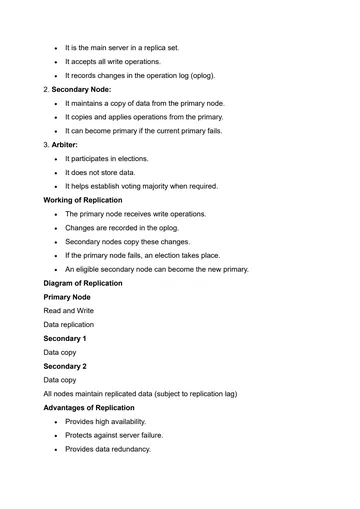 • It is the main server in a replica set.
• It accepts all write operations.
• It records changes in the operation log (oplog).
2. Secondary Node:
• It maintains a copy of data from the primary node.
• It copies and applies operations from the primary.
• It can become primary if the current primary fails.
3. Arbiter:
• It participates in elections.
• It does not store data.
• It helps establish voting majority when required.
Working of Replication
• The primary node receives write operations.
• Changes are recorded in the oplog.
• Secondary nodes copy these changes.
• If the primary node fails, an election takes place.
• An eligible secondary node can become the new primary.
Diagram of Replication
Primary Node
Read and Write
Data replication
Secondary 1
Data copy
Secondary 2
Data copy
All nodes maintain replicated data (subject to replication lag)
Advantages of Replication
• Provides high availability.
• Protects against server failure.
• Provides data redundancy.